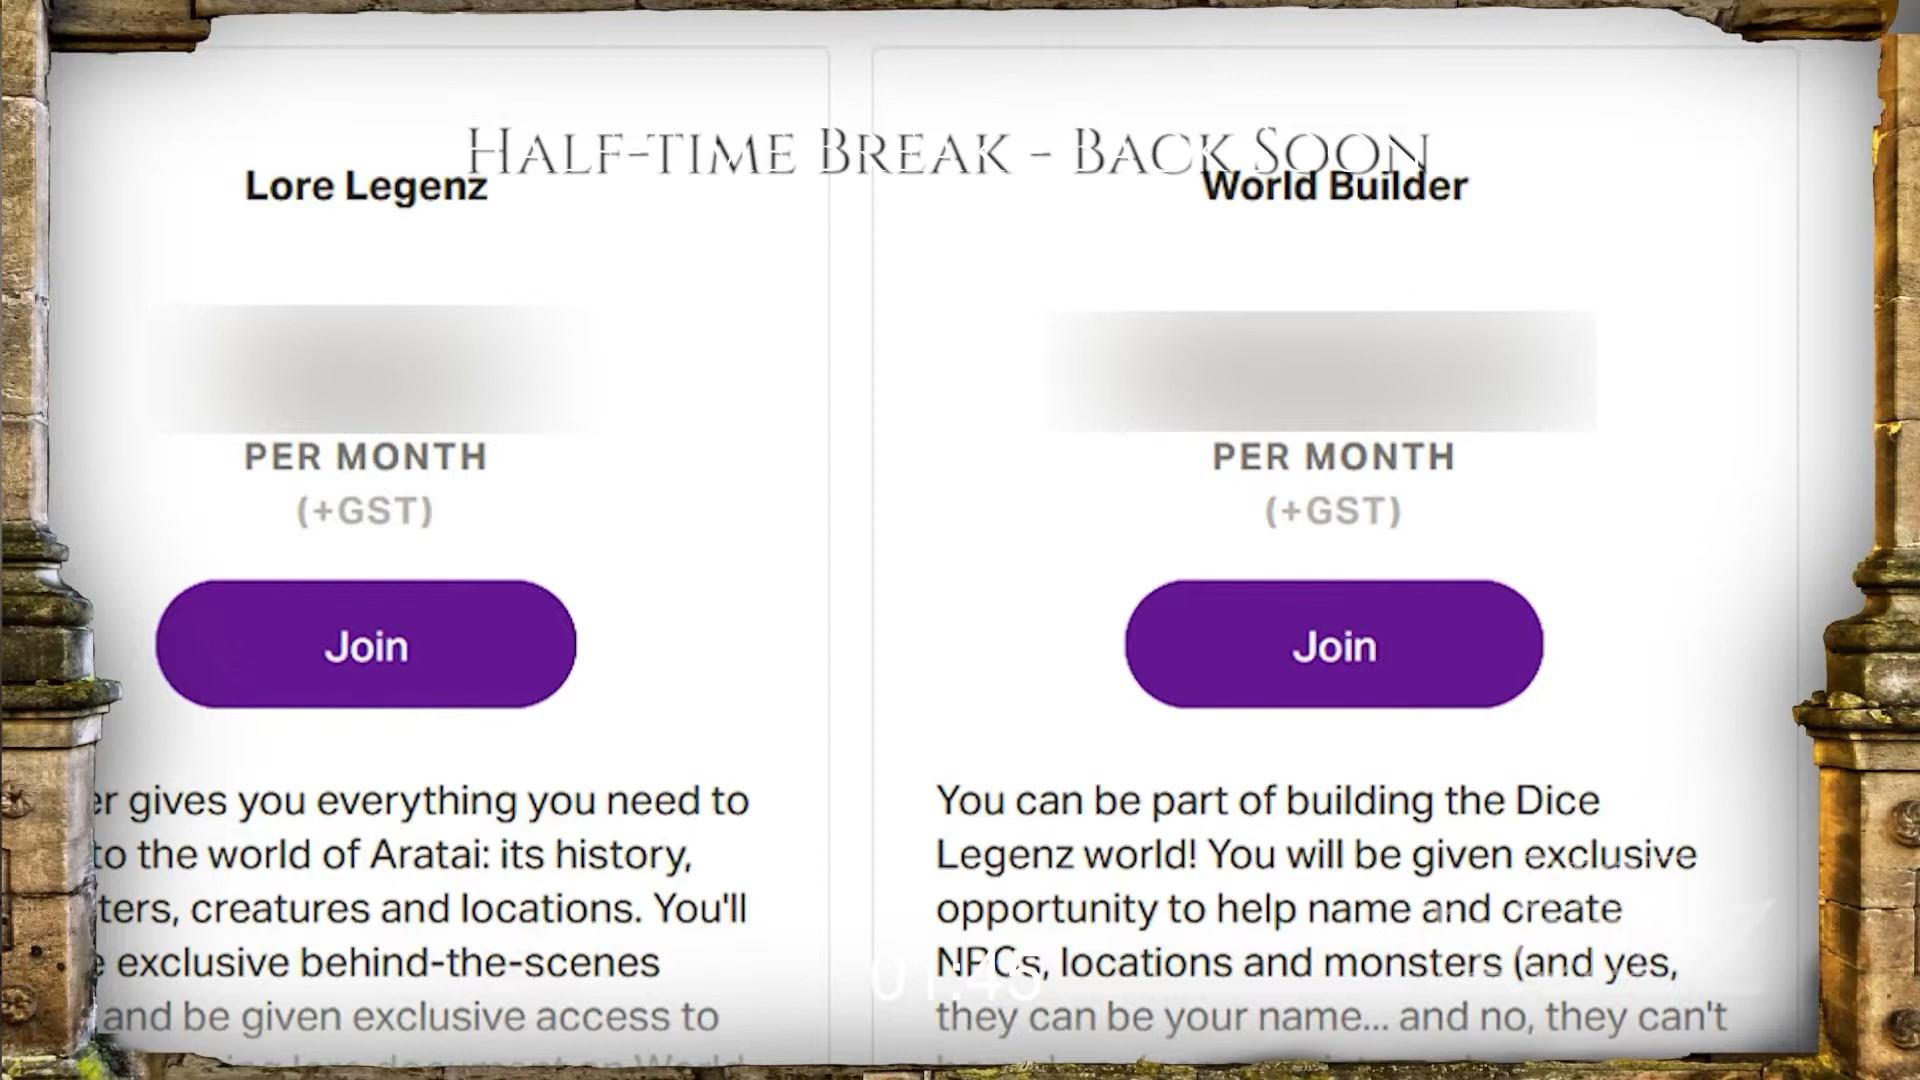 HALF-TIME BREAK - BACK SOON
Lore Legenz
PER MONTH
(+GST)
Join
er gives you everything you need to
to the world of Aratai: its history,
ters, creatures and locations. You'll
e exclusive behind-the-scenes
and be given exclusive access to
World Builder
PER MONTH
(+GST)
Join
You can be part of building the Dice
Legenz world! You will be given exclusive
opportunity to help name and create
NPCs, locations and monsters (and yes,
they can be your name... and no, they can't
01:45